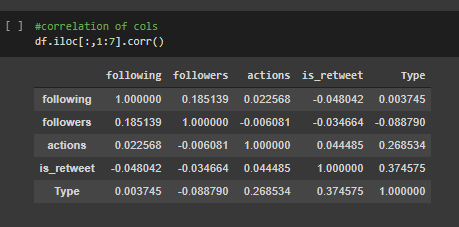 [ ] #correlation of cols
df.iloc[:,1:7].corr()
following followers actions is_retweet Type
following 1.000000 0.185139 0.022568 -0.048042 0.003745
followers 0.185139 1.000000 -0.006081 -0.034664 -0.088790
actions 0.022568 -0.006081 1.000000 0.044485 0.268534
is_retweet -0.048042 -0.034664 0.044485 1.000000 0.374575
Type 0.003745 -0.088790 0.268534 0.374575 1.000000